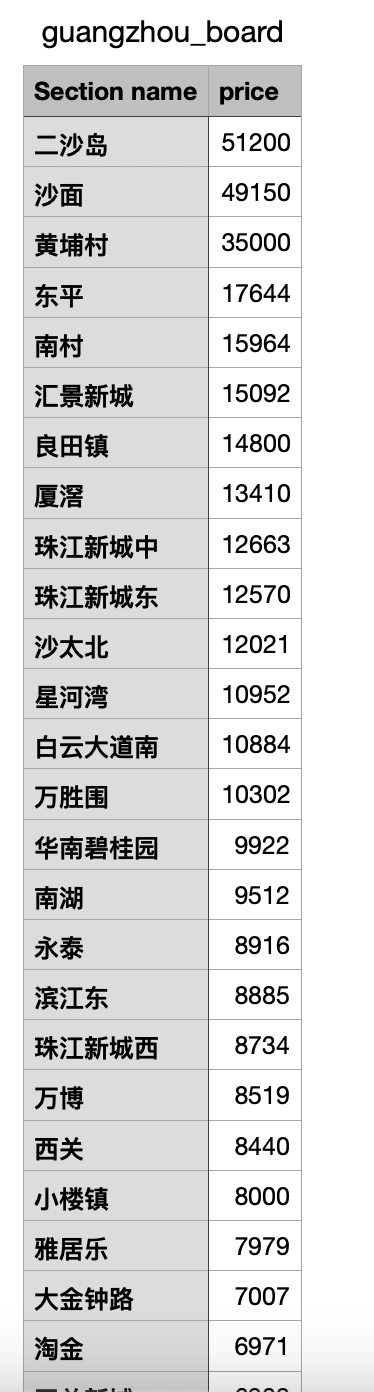 guangzhou_board
Section name price
二沙岛 51200
沙面 49150
黄埔村 35000
东平 17644
南村 15964
汇景新城 15092
良田镇 14800
厦滘 13410
珠江新城中 12663
珠江新城东 12570
沙太北 12021
星河湾 10952
白云大道南 10884
万胜围 10302
华南碧桂园 9922
南湖 9512
永泰 8916
滨江东 8885
珠江新城西 8734
万博 8519
西关 8440
小楼镇 8000
雅居乐 7979
大金钟路 7007
淘金 6971